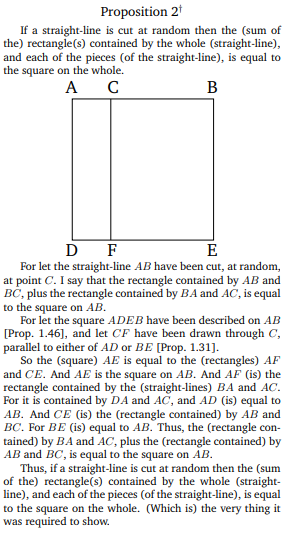 Proposition 2†
If a straight-line is cut at random then the (sum of
the) rectangle(s) contained by the whole (straight-line),
and each of the pieces (of the straight-line), is equal to
the square on the whole.
A C B
D F E
For let the straight-line AB have been cut, at random,
at point C. I say that the rectangle contained by AB and
BC, plus the rectangle contained by BA and AC, is equal
to the square on AB.
For let the square ADEB have been described on AB
[Prop. 1.46], and let CF have been drawn through C,
parallel to either of AD or BE [Prop. 1.31].
So the (square) AE is equal to the (rectangles) AF
and CE. And AE is the square on AB. And AF (is) the
rectangle contained by the (straight-lines) BA and AC.
For it is contained by DA and AC, and AD (is) equal to
AB. And CE (is) the (rectangle contained) by AB and
BC. For BE (is) equal to AB. Thus, the (rectangle con-
tained) by BA and AC, plus the (rectangle contained) by
AB and BC, is equal to the square on AB.
Thus, if a straight-line is cut at random then the (sum
of the) rectangle(s) contained by the whole (straight-
line), and each of the pieces (of the straight-line), is equal
to the square on the whole. (Which is) the very thing it
was required to show.